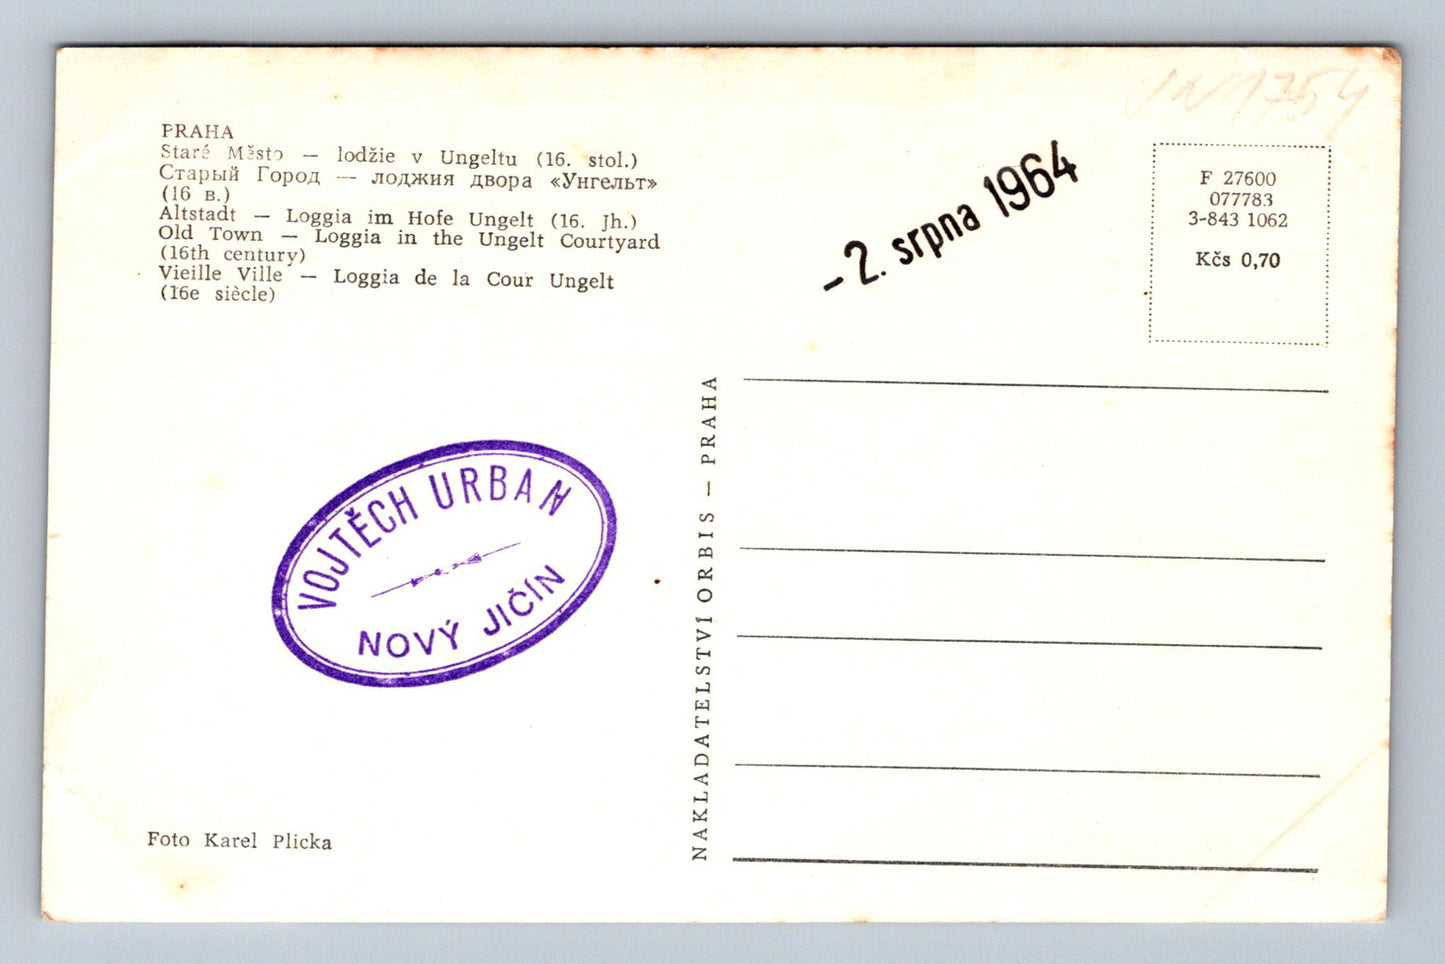 PRAHA
Staré Město — lodžie v Ungeltu (16. stol.)
Старый Город — лоджия двора «Унгельт»
(16 в.)
Altstadt — Loggia im Hofe Ungelt (16. Jh.)
Old Town — Loggia in the Ungelt Courtyard
(16th century)
Vieille Ville — Loggia de la Cour Ungelt
(16e siècle)
- 2. srpna 1964
1754
F 27600
077783
3-843 1062
Kčs 0,70
VOJTĚCH URBAN
NOVÝ JIČÍN
NAKLADATELSTVÍ ORBIS — PRAHA
Foto Karel Plicka